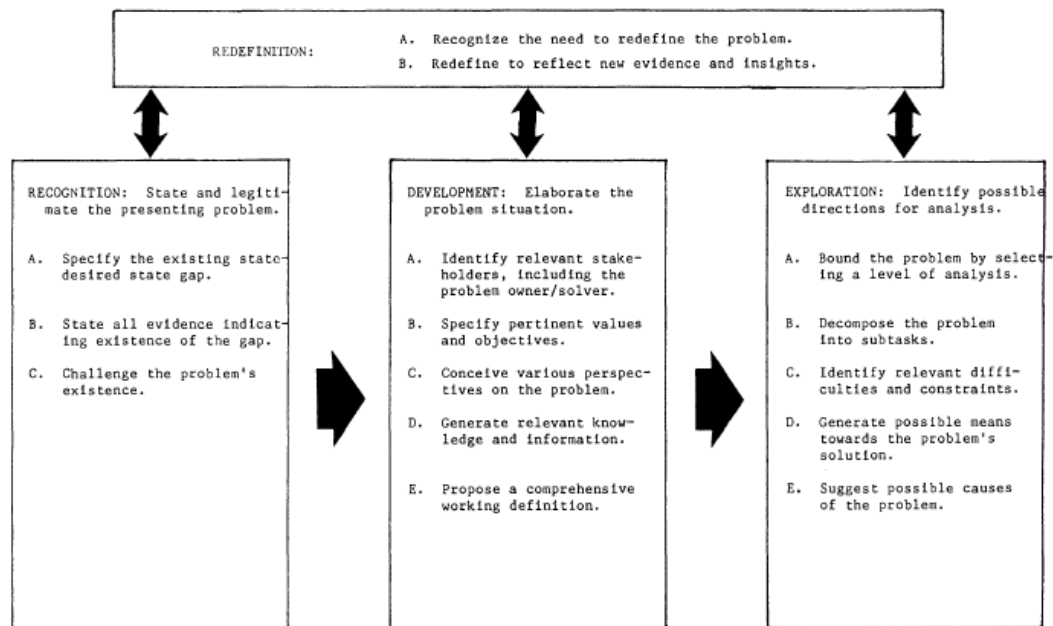 REDEFINITION:
A. Recognize the need to redefine the problem.
B. Redefine to reflect new evidence and insights.
RECOGNITION: State and legiti-
mate the presenting problem.
A. Specify the existing state-
desired state gap.
B. State all evidence indicat-
ing existence of the gap.
C. Challenge the problem's
existence.
DEVELOPMENT: Elaborate the
problem situation.
A. Identify relevant stake-
holders, including the
problem owner/solver.
B. Specify pertinent values
and objectives.
C. Conceive various perspec-
tives on the problem.
D. Generate relevant know-
ledge and information.
E. Propose a comprehensive
working definition.
EXPLORATION: Identify possible
directions for analysis.
A. Bound the problem by select-
ing a level of analysis.
B. Decompose the problem
into subtasks.
C. Identify relevant diffi-
culties and constraints.
D. Generate possible means
towards the problem's
solution.
E. Suggest possible causes
of the problem.